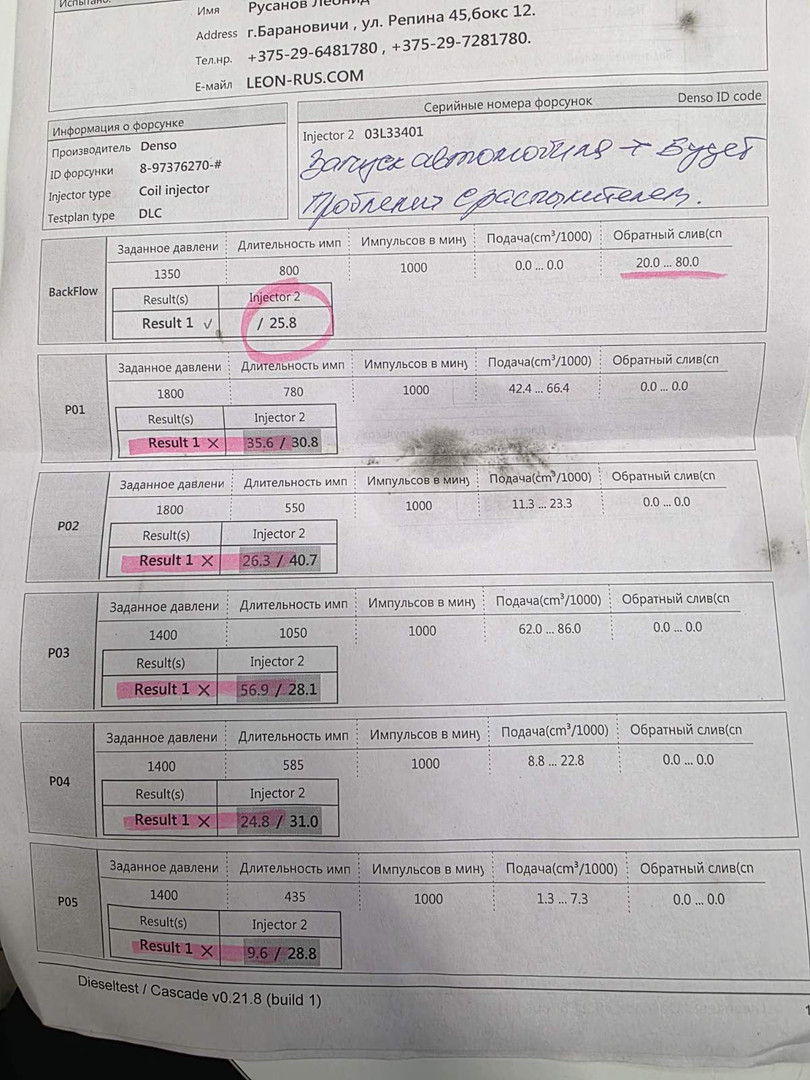 Испытано:
Имя Русанов Леонид
Address г.Барановичи , ул. Репина 45,бокс 12.
Тел.нр. +375-29-6481780 , +375-29-7281780.
Е-майл LEON-RUS.COM
Информация о форсунке
Производитель Denso
ID форсунки 8-97376270-#
Injector type Coil injector
Testplan type DLC
Серийные номера форсунок Denso ID code
Injector 2 03L33401
Запуск автомобиля + Будет
Проблема с распылителем.
BackFlow
Заданное давлени Длительность имп Импульсов в мин Подача(cm³/1000) Обратный слив(сп
1350 800 1000 0.0 ... 0.0 20.0 ... 80.0
Result(s) Injector 2
Result 1 ✓ / 25.8
P01
Заданное давлени Длительность имп Импульсов в мину Подача(cm³/1000) Обратный слив(сп
1800 780 1000 42.4 ... 66.4 0.0 ... 0.0
Result(s) Injector 2
Result 1 ✕ 35.6 / 30.8
P02
Заданное давлени Длительность имп Импульсов в мину Подача(cm³/1000) Обратный слив(сп
1800 550 1000 11.3 ... 23.3 0.0 ... 0.0
Result(s) Injector 2
Result 1 ✕ 26.3 / 40.7
P03
Заданное давлени Длительность имп Импульсов в мину Подача(cm³/1000) Обратный слив(сп
1400 1050 1000 62.0 ... 86.0 0.0 ... 0.0
Result(s) Injector 2
Result 1 ✕ 56.9 / 28.1
P04
Заданное давлени Длительность имп Импульсов в мину Подача(cm³/1000) Обратный слив(сп
1400 585 1000 8.8 ... 22.8 0.0 ... 0.0
Result(s) Injector 2
Result 1 ✕ 24.8 / 31.0
P05
Заданное давлени Длительность имп Импульсов в мину Подача(cm³/1000) Обратный слив(сп
1400 435 1000 1.3 ... 7.3 0.0 ... 0.0
Result(s) Injector 2
Result 1 ✕ 9.6 / 28.8
Dieseltest / Cascade v0.21.8 (build 1)
1